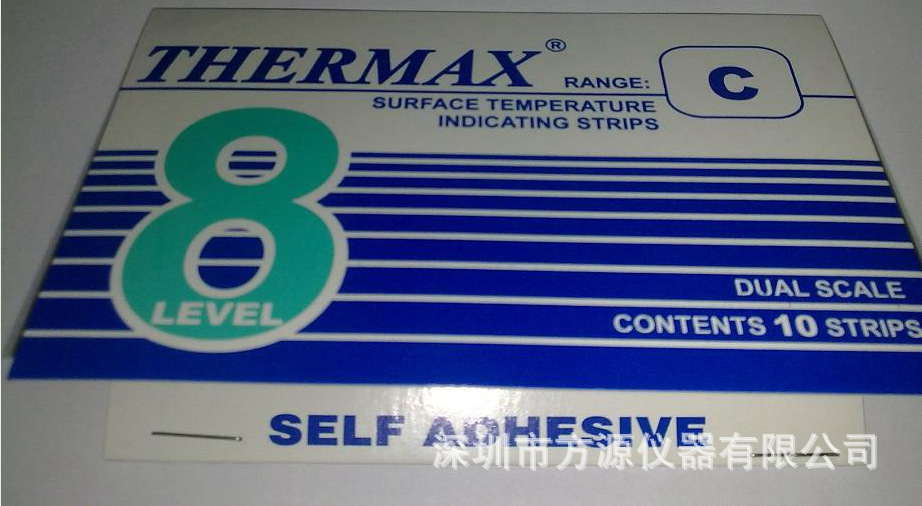 THERMAX®
RANGE: C
SURFACE TEMPERATURE
INDICATING STRIPS
8
LEVEL
DUAL SCALE
CONTENTS 10 STRIPS
SELF ADHESIVE
深圳市方源仪器有限公司